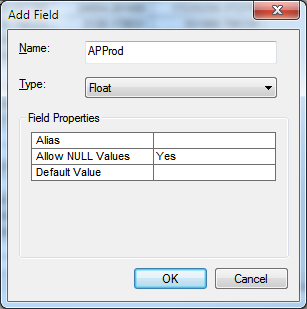 Add Field
Name: APProd
Type: Float
Field Properties
Alias
Allow NULL Values Yes
Default Value
OK Cancel